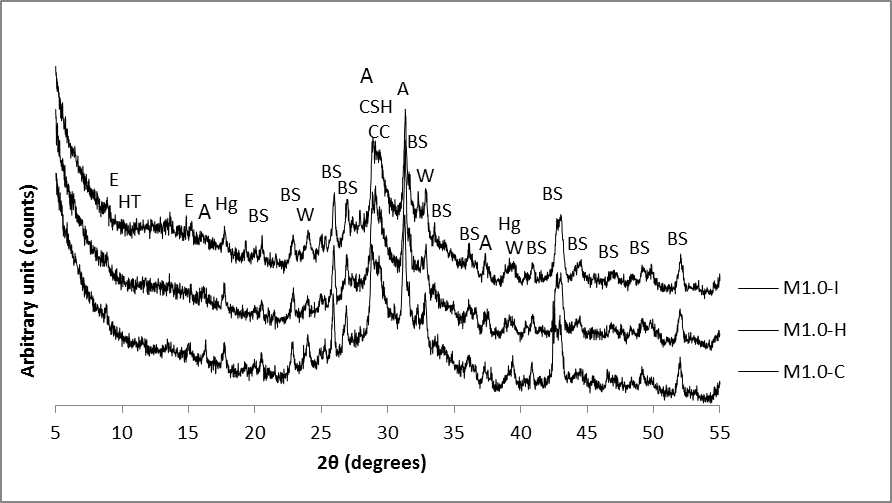 A
A
CSH
CC
BS
BS
BS
W
E
HT
E
A
Hg
BS
BS
W
BS
BS
A
Hg
W
BS
BS
BS
BS
BS
BS
Arbitrary unit (counts)
M1.0-I
M1.0-H
M1.0-C
5 10 15 20 25 30 35 40 45 50 55
2θ (degrees)